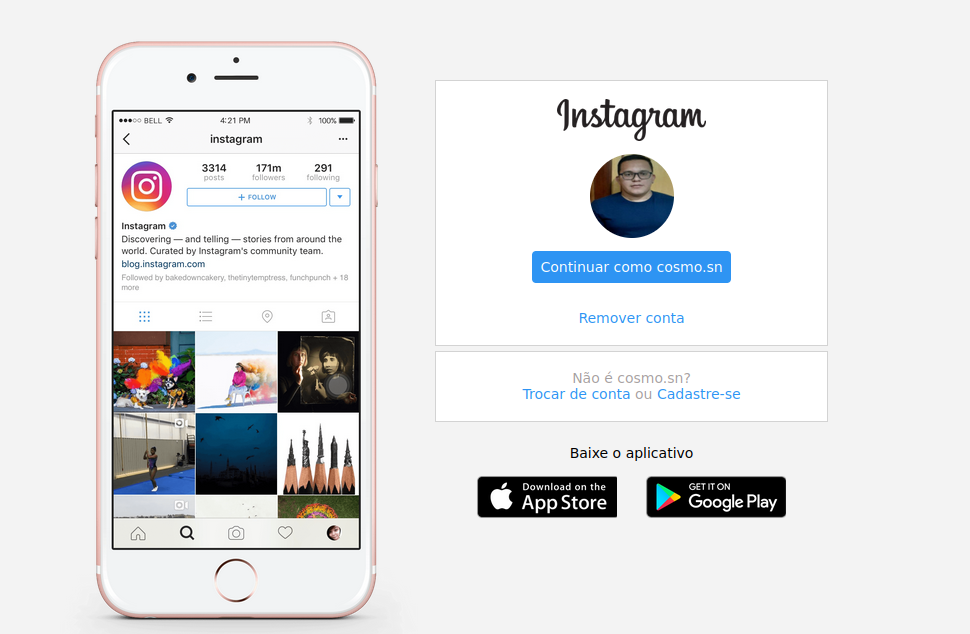 BELL
4:21 PM
100%
instagram
3314
171m
291
posts
followers
following
+ FOLLOW
Instagram
Discovering — and telling — stories from around the
world. Curated by Instagram's community team.
blog.instagram.com
Followed by bakedowncakery, thetinytemptress, funchpunch + 18
more
Instagram
Continuar como cosmo.sn
Remover conta
Não é cosmo.sn?
Trocar de conta ou Cadastre-se
Baixe o aplicativo
Download on the
App Store
GET IT ON
Google Play